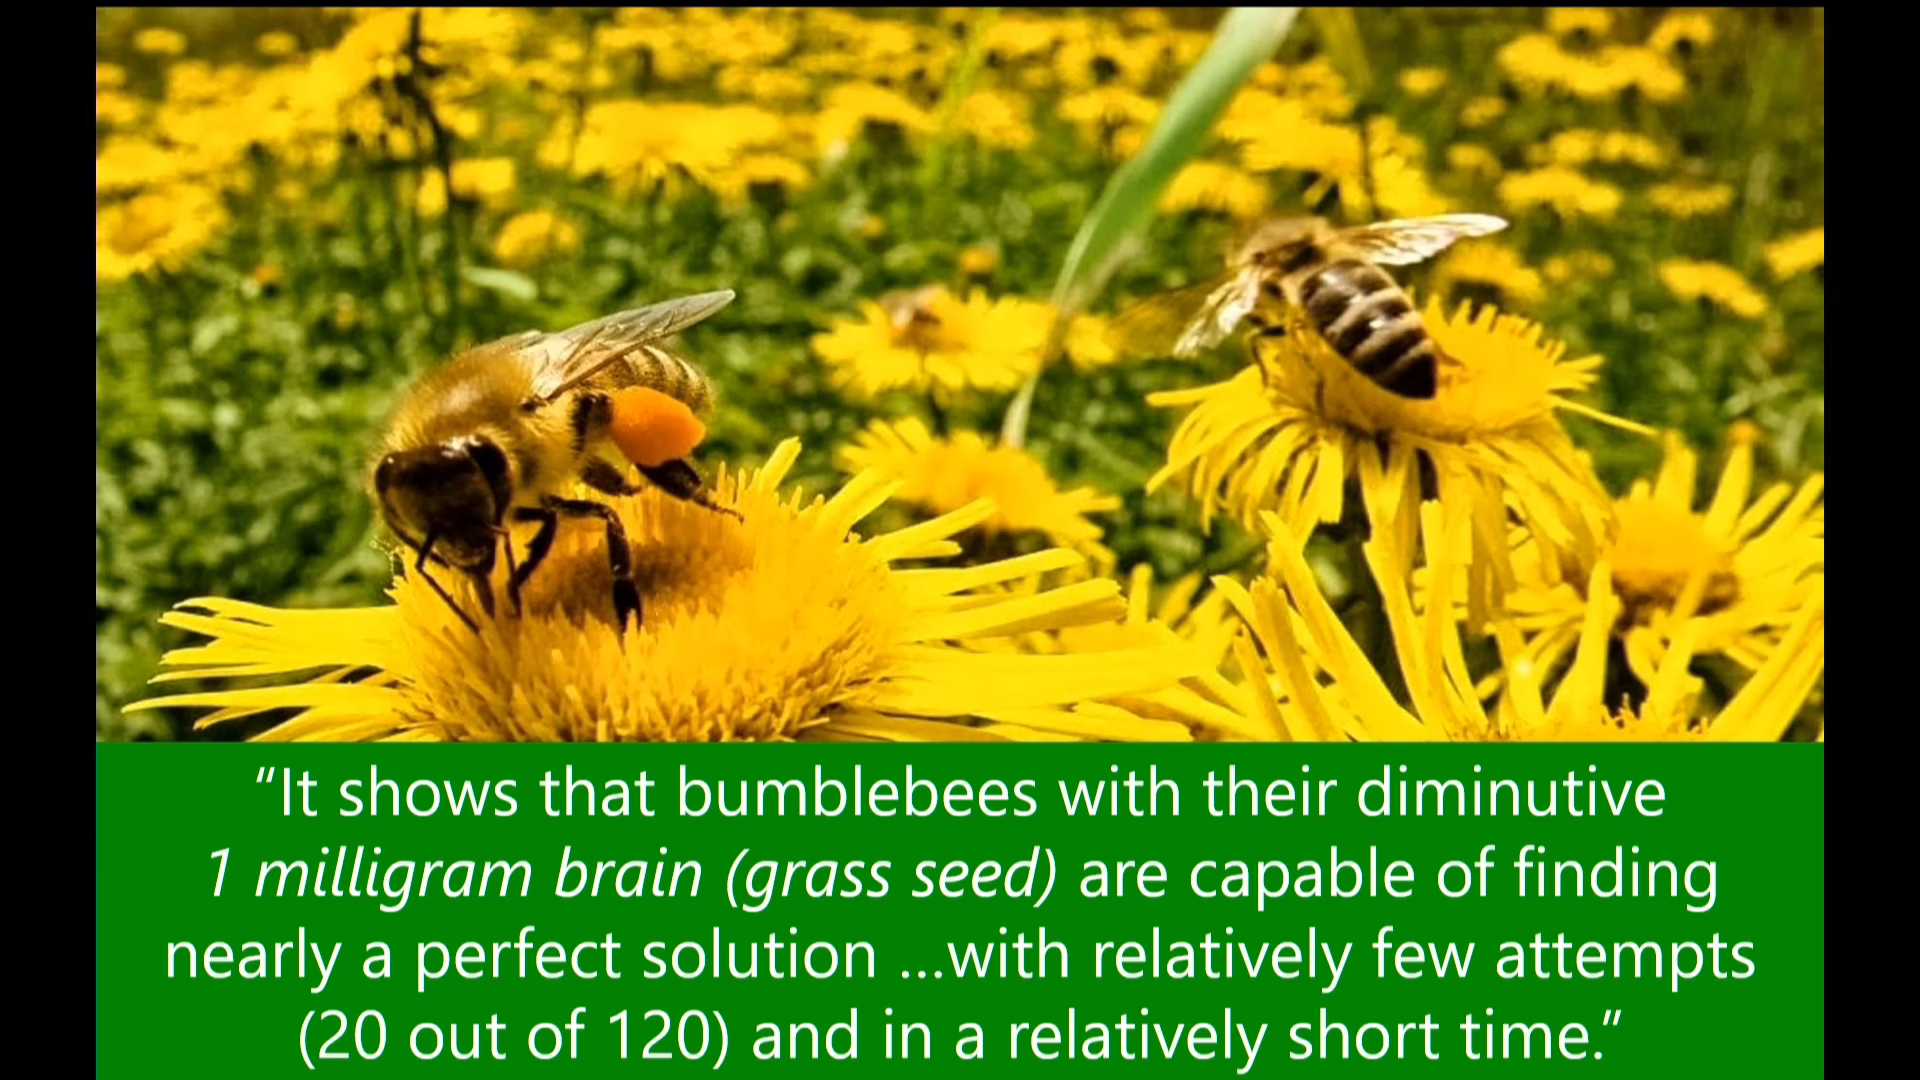 “It shows that bumblebees with their diminutive
1 milligram brain (grass seed) are capable of finding
nearly a perfect solution ...with relatively few attempts
(20 out of 120) and in a relatively short time.”